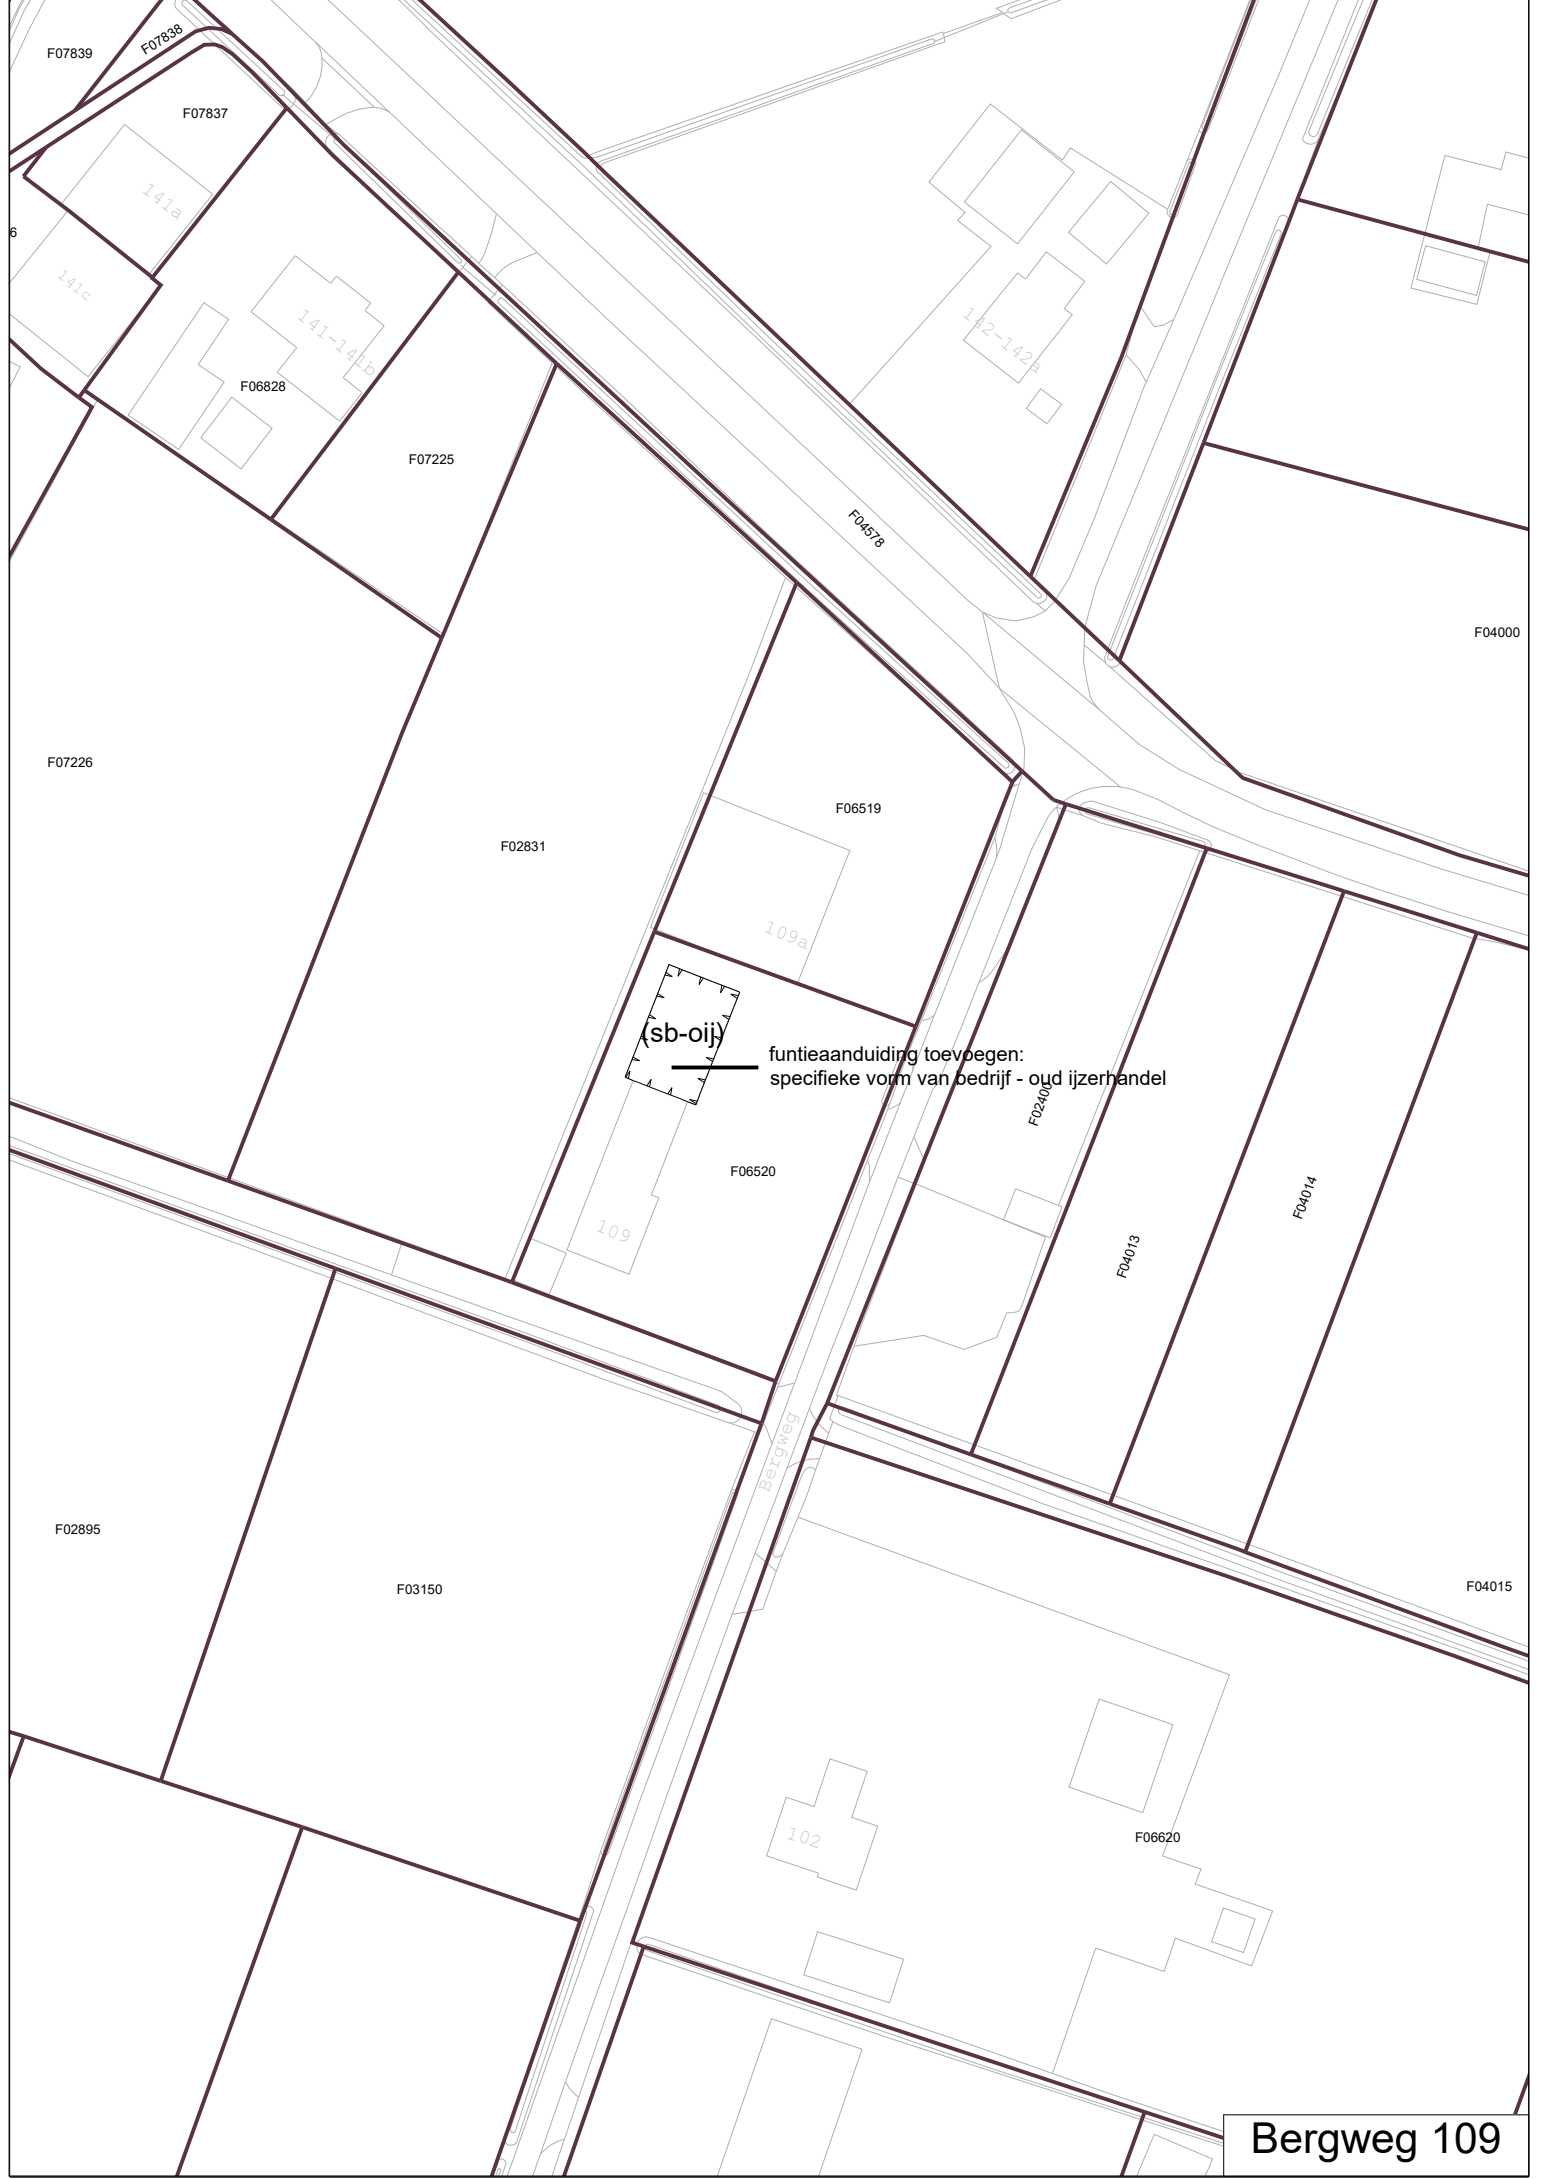 F07839
F07838
F07837
141a
6
141c
141-141b
F06828
142-142a
F07225
F04578
F04000
F07226
F06519
F02831
109a
(sb-oij)
funtieaanduiding toevoegen:
specifieke vorm van bedrijf - oud ijzerhandel
F02400
F06520
F04014
109
F04013
Bergweg
F02895
F03150
F04015
102
F06620
Bergweg 109